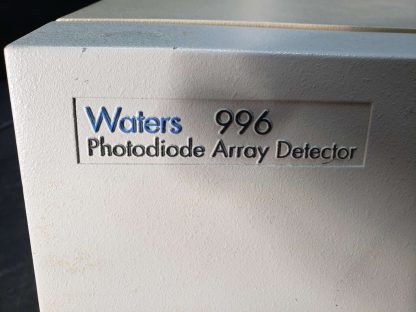 Waters 996
Photodiode Array Detector